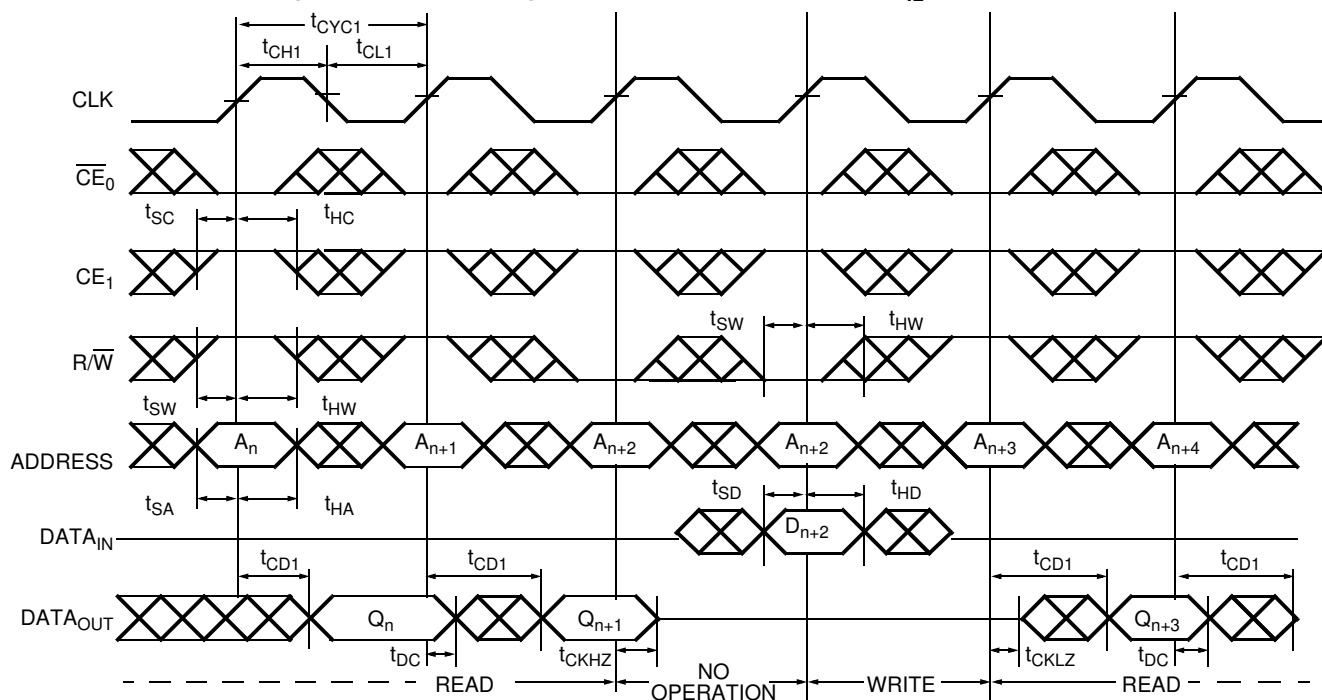 tCYC1
tCH1 tCL1
CLK
CE0
tSC tHC
CE1
tSW tHW
R/W
tSW tHW
An An+1 An+2 An+2 An+3 An+4
ADDRESS
tSA tHA tSD tHD
Dn+2
DATAIN
tCD1 tCD1 tCD1 tCD1
DATAOUT Qn Qn+1 Qn+3
tDC tCKHZ tCKLZ tDC
READ NO OPERATION WRITE READ